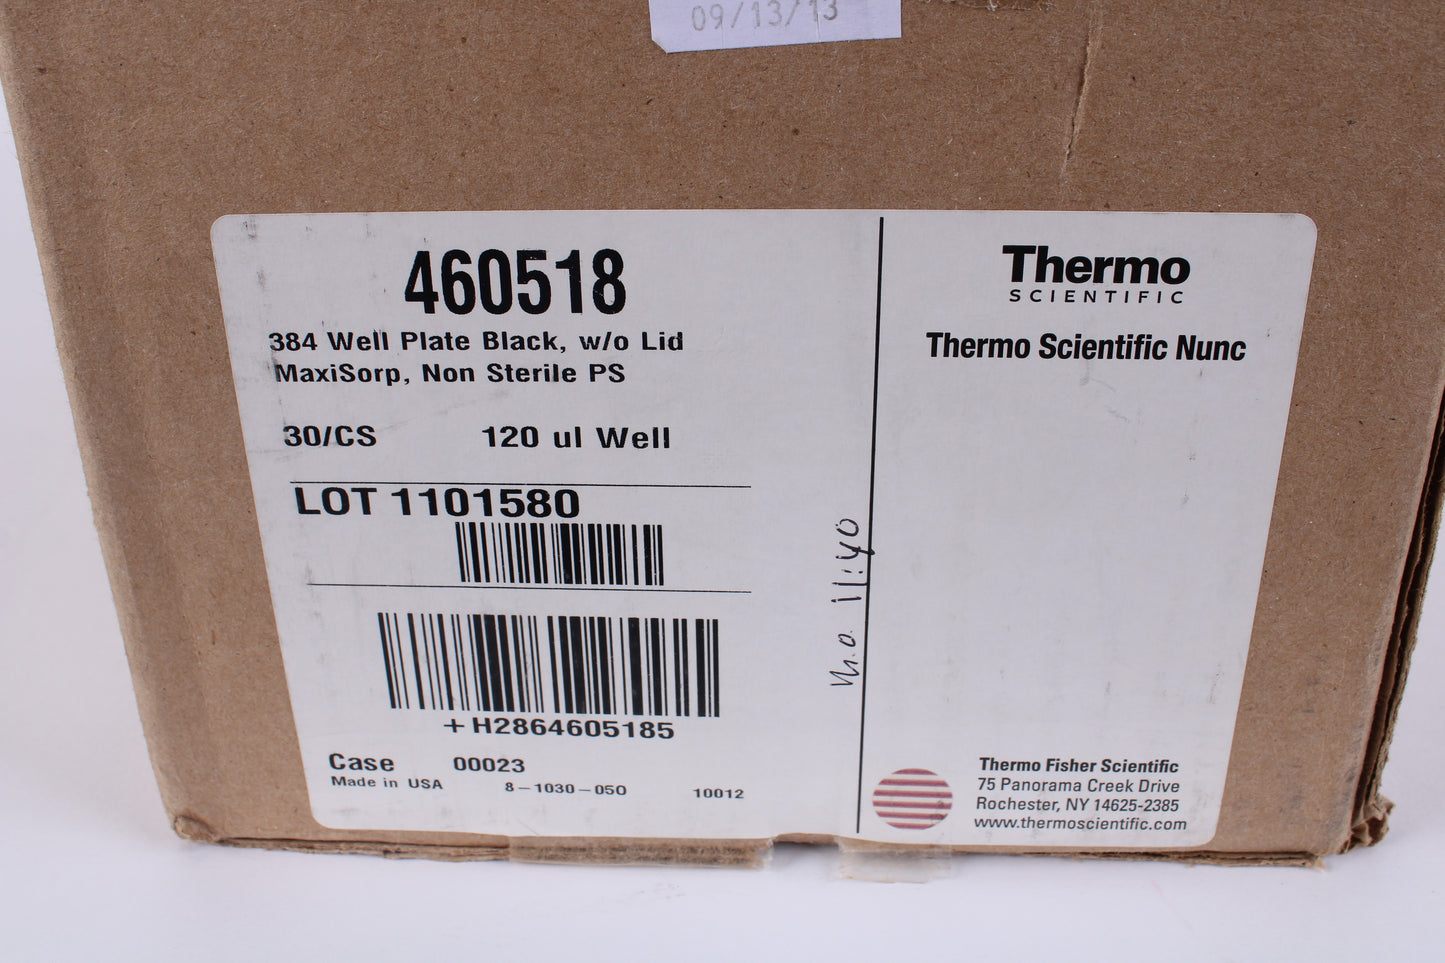 09/13/13
460518
384 Well Plate Black, w/o Lid
MaxiSorp, Non Sterile PS
30/CS 120 ul Well
LOT 1101580
+H2864605185
Case 00023
Made in USA 8-1030-050 10012
11:40
Thermo
SCIENTIFIC
Thermo Scientific Nunc
Thermo Fisher Scientific
75 Panorama Creek Drive
Rochester, NY 14625-2385
www.thermoscientific.com